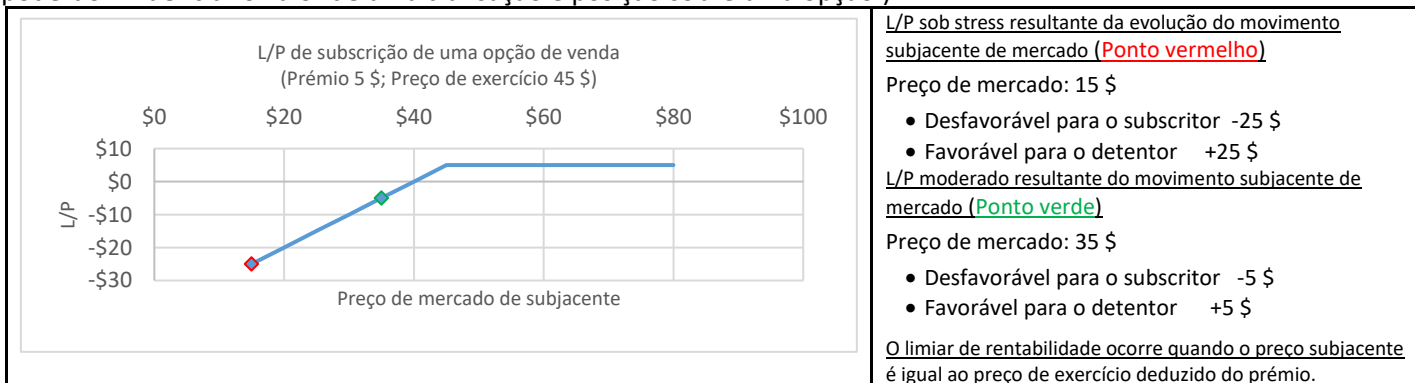 L/P de subscrição de uma opção de venda
(Prémio 5 $; Preço de exercício 45 $)
$0 $20 $40 $60 $80 $100
$10
$0
-$10
-$20
-$30
L/P
Preço de mercado de subjacente
L/P sob stress resultante da evolução do movimento
subjacente de mercado (Ponto vermelho)
Preço de mercado: 15 $
• Desfavorável para o subscritor -25 $
• Favorável para o detentor +25 $
L/P moderado resultante do movimento subjacente de
mercado (Ponto verde)
Preço de mercado: 35 $
• Desfavorável para o subscritor -5 $
• Favorável para o detentor +5 $
O limiar de rentabilidade ocorre quando o preço subjacente
é igual ao preço de exercício deduzido do prémio.